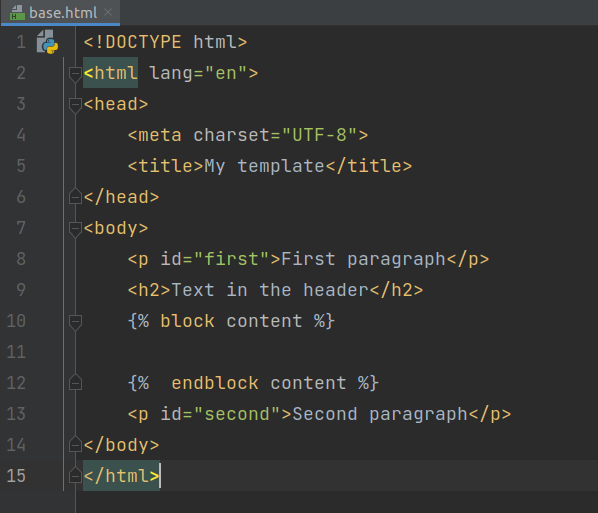 base.html
1 <!DOCTYPE html>
2 <html lang="en">
3 <head>
4     <meta charset="UTF-8">
5     <title>My template</title>
6 </head>
7 <body>
8     <p id="first">First paragraph</p>
9     <h2>Text in the header</h2>
10     {% block content %}
11
12     {%  endblock content %}
13     <p id="second">Second paragraph</p>
14 </body>
15 </html>